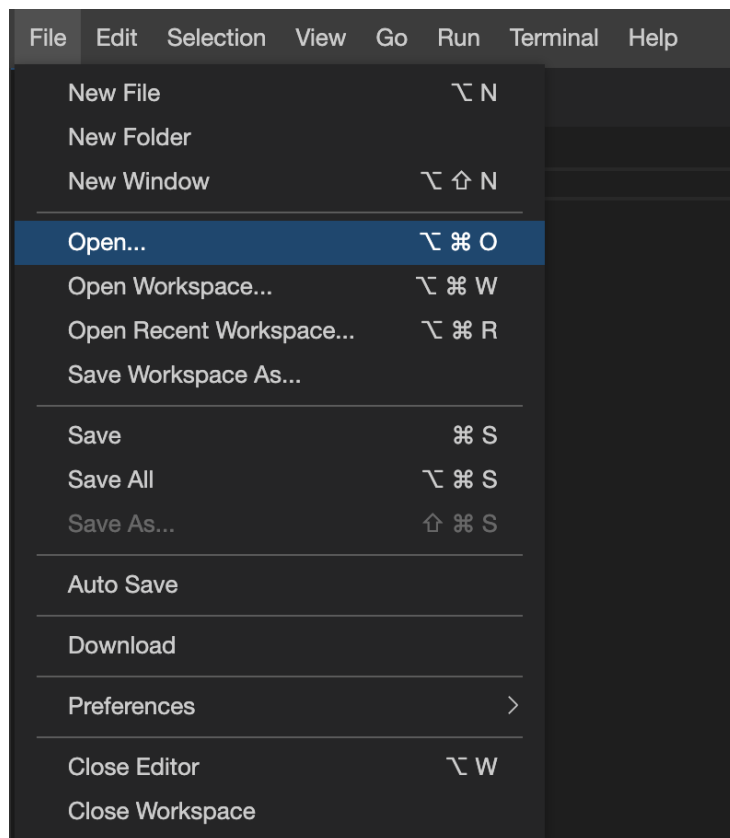 File Edit Selection View Go Run Terminal Help
New File ⌥ N
New Folder
New Window ⌥ ⇧ N
Open... ⌥ ⌘ O
Open Workspace... ⌥ ⌘ W
Open Recent Workspace... ⌥ ⌘ R
Save Workspace As...
Save ⌘ S
Save All ⌥ ⌘ S
Save As... ⇧ ⌘ S
Auto Save
Download
Preferences
Close Editor ⌥ W
Close Workspace